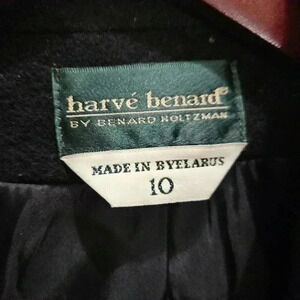 harvé benard®
BY BENARD HOLTZMAN
MADE IN BYELARUS
10